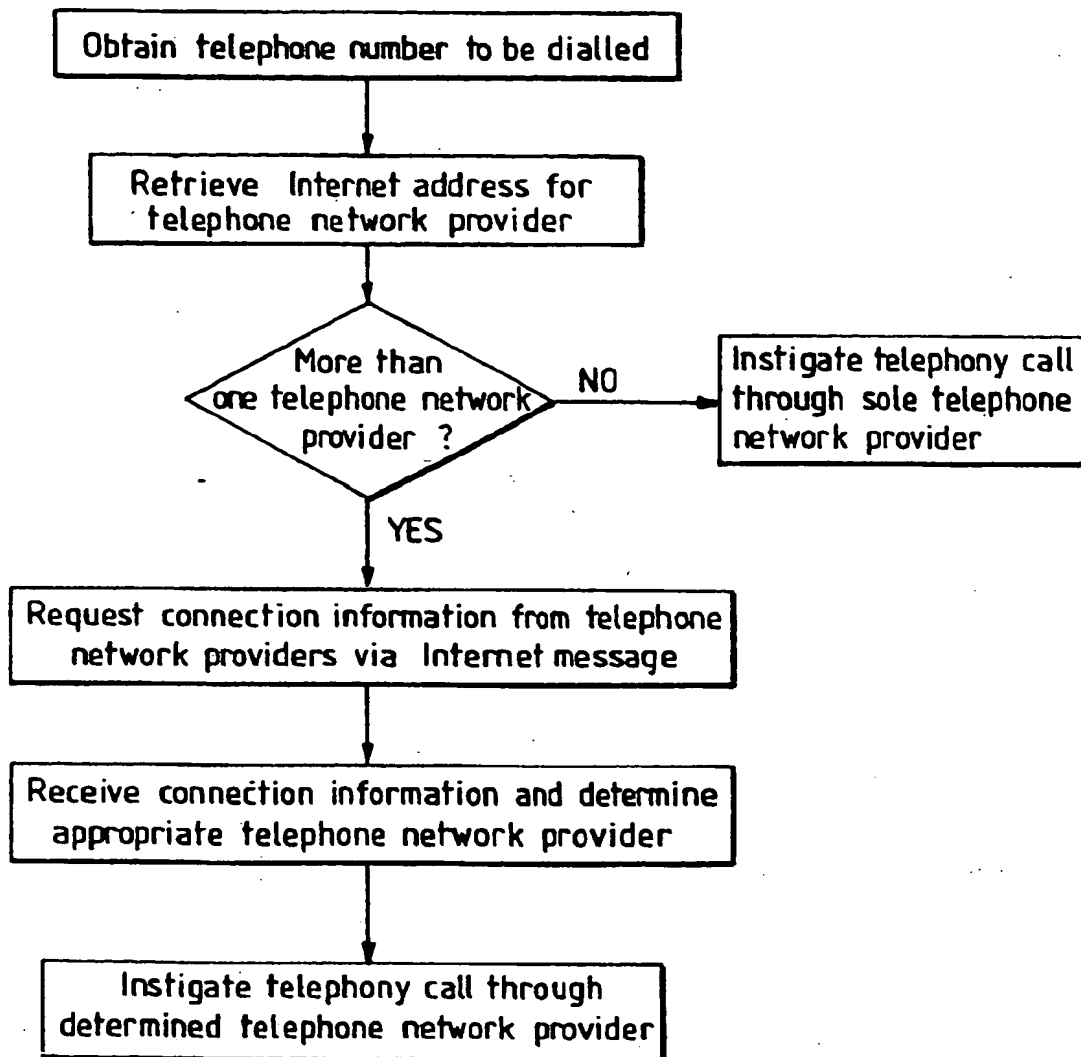 Obtain telephone number to be dialled
Retrieve Internet address for
telephone network provider
More than
one telephone network
provider ?
NO
Instigate telephony call
through sole telephone
network provider
YES
Request connection information from telephone
network providers via Internet message
Receive connection information and determine
appropriate telephone network provider
Instigate telephony call through
determined telephone network provider